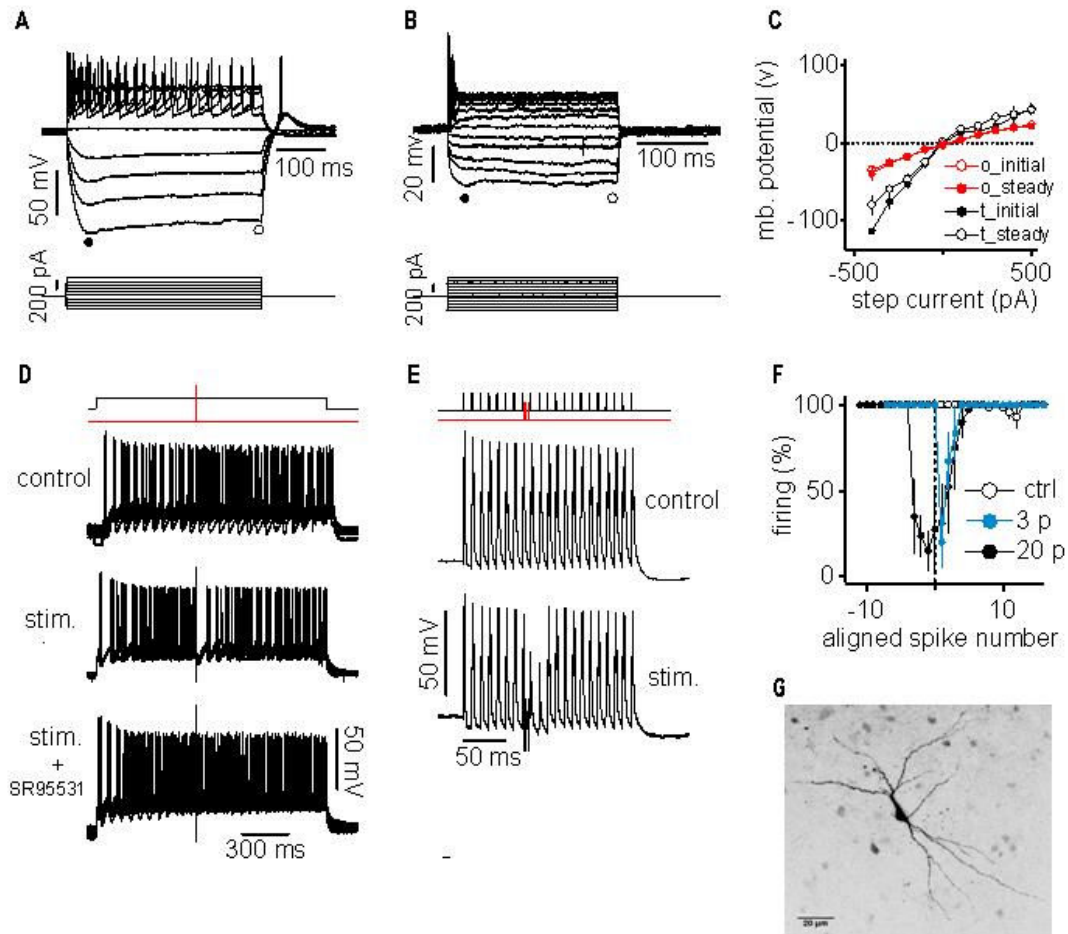 A
50 mV
100 ms
200 pA
B
20 mV
100 ms
200 pA
C
mb. potential (v)
100
0
-100
o_initial
o_steady
t_initial
t_steady
-500
500
step current (pA)
D
control
stim.
stim.
+
SR95531
50 mV
300 ms
E
control
50 mV
stim.
50 ms
F
firing (%)
100
50
0
ctrl
3 p
20 p
-10
10
aligned spike number
G
20 µm